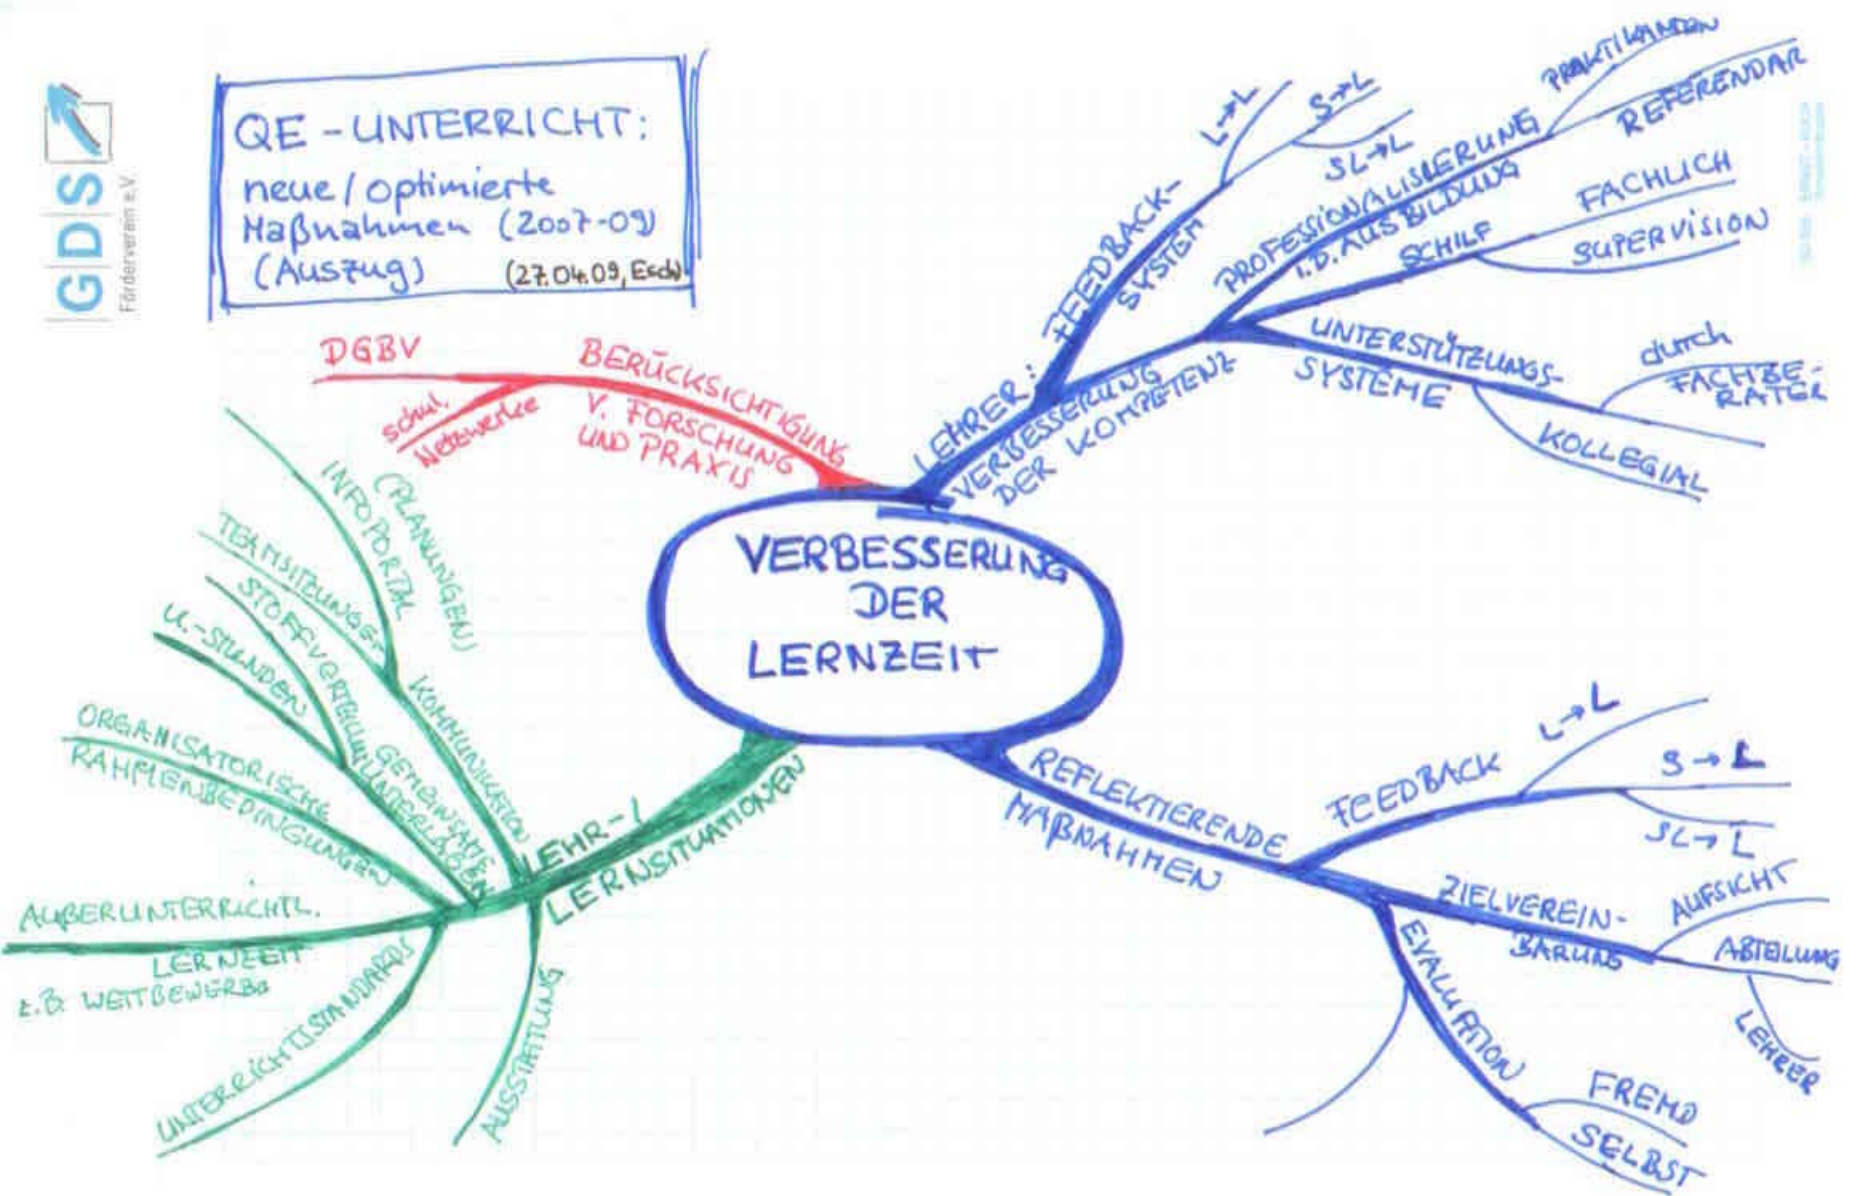 GDS
Förderverein e.V.
QE - UNTERRICHT:
neue / optimierte
Maßnahmen (2007-09)
(Auszug) (27.04.09, Esch)
DGBV
schul.
Netzwerke
BERÜCKSICHTIGUNG
V. FORSCHUNG
UND PRAXIS
LEHRER:
VERBESSERUNG
DER KOMPETENZ
FEEDBACK-
SYSTEM
L→L
S→L
SL→L
PROFESSIONALISIERUNG
I.D. AUSBILDUNG
PRAKTIKANTEN
REFERENDAR
SCHILF
FACHLICH
SUPERVISION
UNTERSTÜTZUNGS-
SYSTEME
durch
FACHBE-
RATER
KOLLEGIAL
VERBESSERUNG
DER
LERNZEIT
LEHR-/
LERNSITUATIONEN
KOMMUNIKATION
INFOPORTAL
(PLANUNGEN)
TEAMSITZUNGEN
GEMEINSAME
UNTERLAGEN
STOFFVERTEILUNG
U.-STUNDEN
ORGANISATORISCHE
RAHMENBEDINGUNGEN
AUßERUNTERRICHTL.
LERNZEIT
z.B. WETTBEWERBE
UNTERRICHTSSTANDARDS
AUSSTATTUNG
REFLEKTIERENDE
MAßNAHMEN
FEEDBACK
L→L
S→L
SL→L
ZIELVEREIN-
BARUNG
AUFSICHT
ABTEILUNG
LEHRER
EVALUATION
FREMD
SELBST